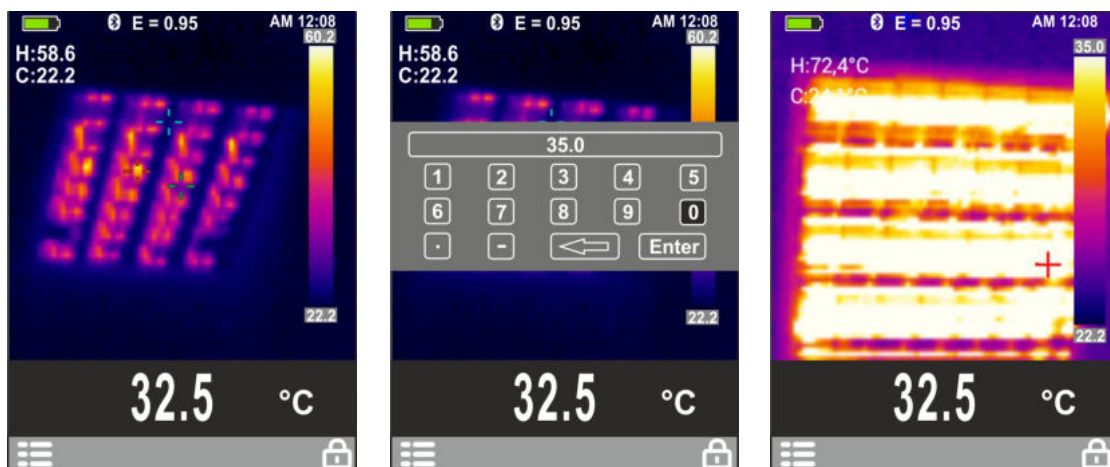 E = 0.95 AM 12:08
60.2
H:58.6
C:22.2
22.2
32.5 °C
E = 0.95 AM 12:08
60.2
H:58.6
C:22.2
35.0
1 2 3 4 5
6 7 8 9 0
. - Enter
22.2
32.5 °C
E = 0.95 AM 12:08
35.0
H:72,4°C
22.2
32.5 °C